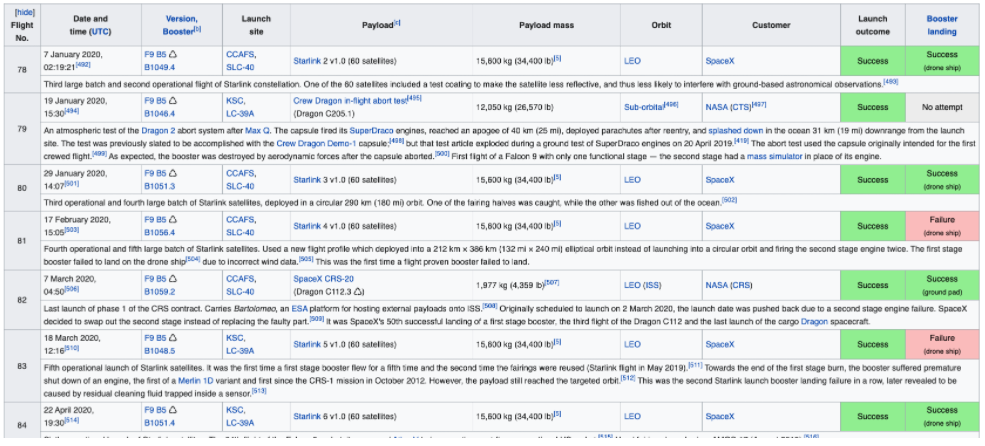 [hide]
Flight No. Date and time (UTC) Version, Booster[b] Launch site Payload[c] Payload mass Orbit Customer Launch outcome Booster landing
78 7 January 2020, 02:19:21[492] F9 B5 △ B1049.4 CCAFS, SLC-40 Starlink 2 v1.0 (60 satellites) 15,600 kg (34,400 lb)[5] LEO SpaceX Success Success (drone ship)
Third large batch and second operational flight of Starlink constellation. One of the 60 satellites included a test coating to make the satellite less reflective, and thus less likely to interfere with ground-based astronomical observations.[493]
79 19 January 2020, 15:30[494] F9 B5 △ B1046.4 KSC, LC-39A Crew Dragon in-flight abort test[495] (Dragon C205.1) 12,050 kg (26,570 lb) Sub-orbital[496] NASA (CTS)[497] Success No attempt
An atmospheric test of the Dragon 2 abort system after Max Q. The capsule fired its SuperDraco engines, reached an apogee of 40 km (25 mi), deployed parachutes after reentry, and splashed down in the ocean 31 km (19 mi) downrange from the launch
site. The test was previously slated to be accomplished with the Crew Dragon Demo-1 capsule;[498] but that test article exploded during a ground test of SuperDraco engines on 20 April 2019.[419] The abort test used the capsule originally intended for the first
crewed flight.[499] As expected, the booster was destroyed by aerodynamic forces after the capsule aborted.[500] First flight of a Falcon 9 with only one functional stage — the second stage had a mass simulator in place of its engine.
80 29 January 2020, 14:07[501] F9 B5 △ B1051.3 CCAFS, SLC-40 Starlink 3 v1.0 (60 satellites) 15,600 kg (34,400 lb)[5] LEO SpaceX Success Success (drone ship)
Third operational and fourth large batch of Starlink satellites, deployed in a circular 290 km (180 mi) orbit. One of the fairing halves was caught, while the other was fished out of the ocean.[502]
81 17 February 2020, 15:05[503] F9 B5 △ B1056.4 CCAFS, SLC-40 Starlink 4 v1.0 (60 satellites) 15,600 kg (34,400 lb)[5] LEO SpaceX Success Failure (drone ship)
Fourth operational and fifth large batch of Starlink satellites. Used a new flight profile which deployed into a 212 km × 386 km (132 mi × 240 mi) elliptical orbit instead of launching into a circular orbit and firing the second stage engine twice. The first stage
booster failed to land on the drone ship[504] due to incorrect wind data.[505] This was the first time a flight proven booster failed to land.
82 7 March 2020, 04:50[506] F9 B5 △ B1059.2 CCAFS, SLC-40 SpaceX CRS-20 (Dragon C112.3 △) 1,977 kg (4,359 lb)[507] LEO (ISS) NASA (CRS) Success Success (ground pad)
Last launch of phase 1 of the CRS contract. Carries Bartolomeo, an ESA platform for hosting external payloads onto ISS.[508] Originally scheduled to launch on 2 March 2020, the launch date was pushed back due to a second stage engine failure. SpaceX
decided to swap out the second stage instead of replacing the faulty part.[509] It was SpaceX's 50th successful landing of a first stage booster, the third flight of the Dragon C112 and the last launch of the cargo Dragon spacecraft.
83 18 March 2020, 12:16[510] F9 B5 △ B1048.5 KSC, LC-39A Starlink 5 v1.0 (60 satellites) 15,600 kg (34,400 lb)[5] LEO SpaceX Success Failure (drone ship)
Fifth operational launch of Starlink satellites. It was the first time a first stage booster flew for a fifth time and the second time the fairings were reused (Starlink flight in May 2019).[511] Towards the end of the first stage burn, the booster suffered premature
shut down of an engine, the first of a Merlin 1D variant and first since the CRS-1 mission in October 2012. However, the payload still reached the targeted orbit.[512] This was the second Starlink launch booster landing failure in a row, later revealed to be
caused by residual cleaning fluid trapped inside a sensor.[513]
84 22 April 2020, 19:30[514] F9 B5 △ B1051.4 KSC, LC-39A Starlink 6 v1.0 (60 satellites) 15,600 kg (34,400 lb)[5] LEO SpaceX Success Success (drone ship)